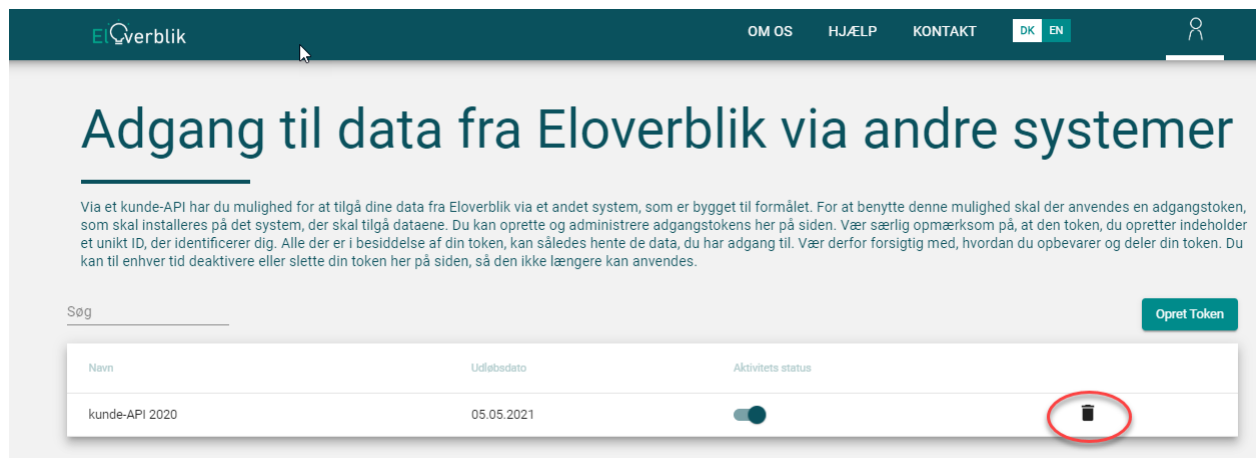 ElOverblik
OM OS HJÆLP KONTAKT DK EN
Adgang til data fra Eloverblik via andre systemer
Via et kunde-API har du mulighed for at tilgå dine data fra Eloverblik via et andet system, som er bygget til formålet. For at benytte denne mulighed skal der anvendes en adgangstoken,
som skal installeres på det system, der skal tilgå dataene. Du kan oprette og administrere adgangstokens her på siden. Vær særlig opmærksom på, at den token, du opretter indeholder
et unikt ID, der identificerer dig. Alle der er i besiddelse af din token, kan således hente de data, du har adgang til. Vær derfor forsigtig med, hvordan du opbevarer og deler din token. Du
kan til enhver tid deaktivere eller slette din token her på siden, så den ikke længere kan anvendes.
Søg
Opret Token
Navn Udløbsdato Aktivitets status
kunde-API 2020 05.05.2021